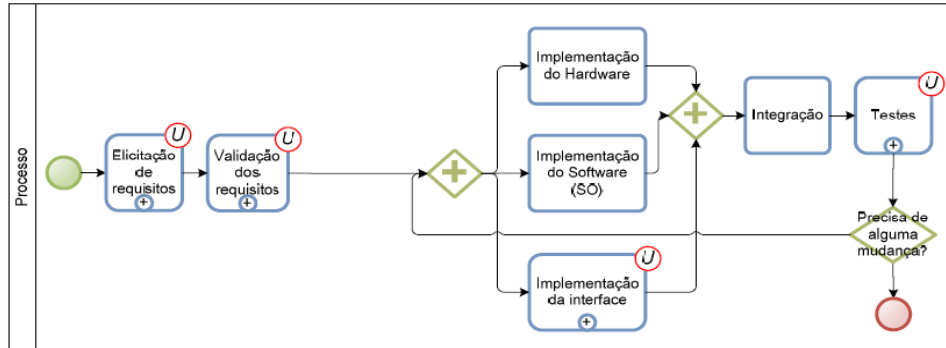 Processo
Elicitação
de
requisitos
U
Validação
dos
requisitos
U
Implementação
do Hardware
Implementação
do Software
(SO)
Implementação
da interface
U
Integração
Testes
U
Precisa de
alguma
mudança?